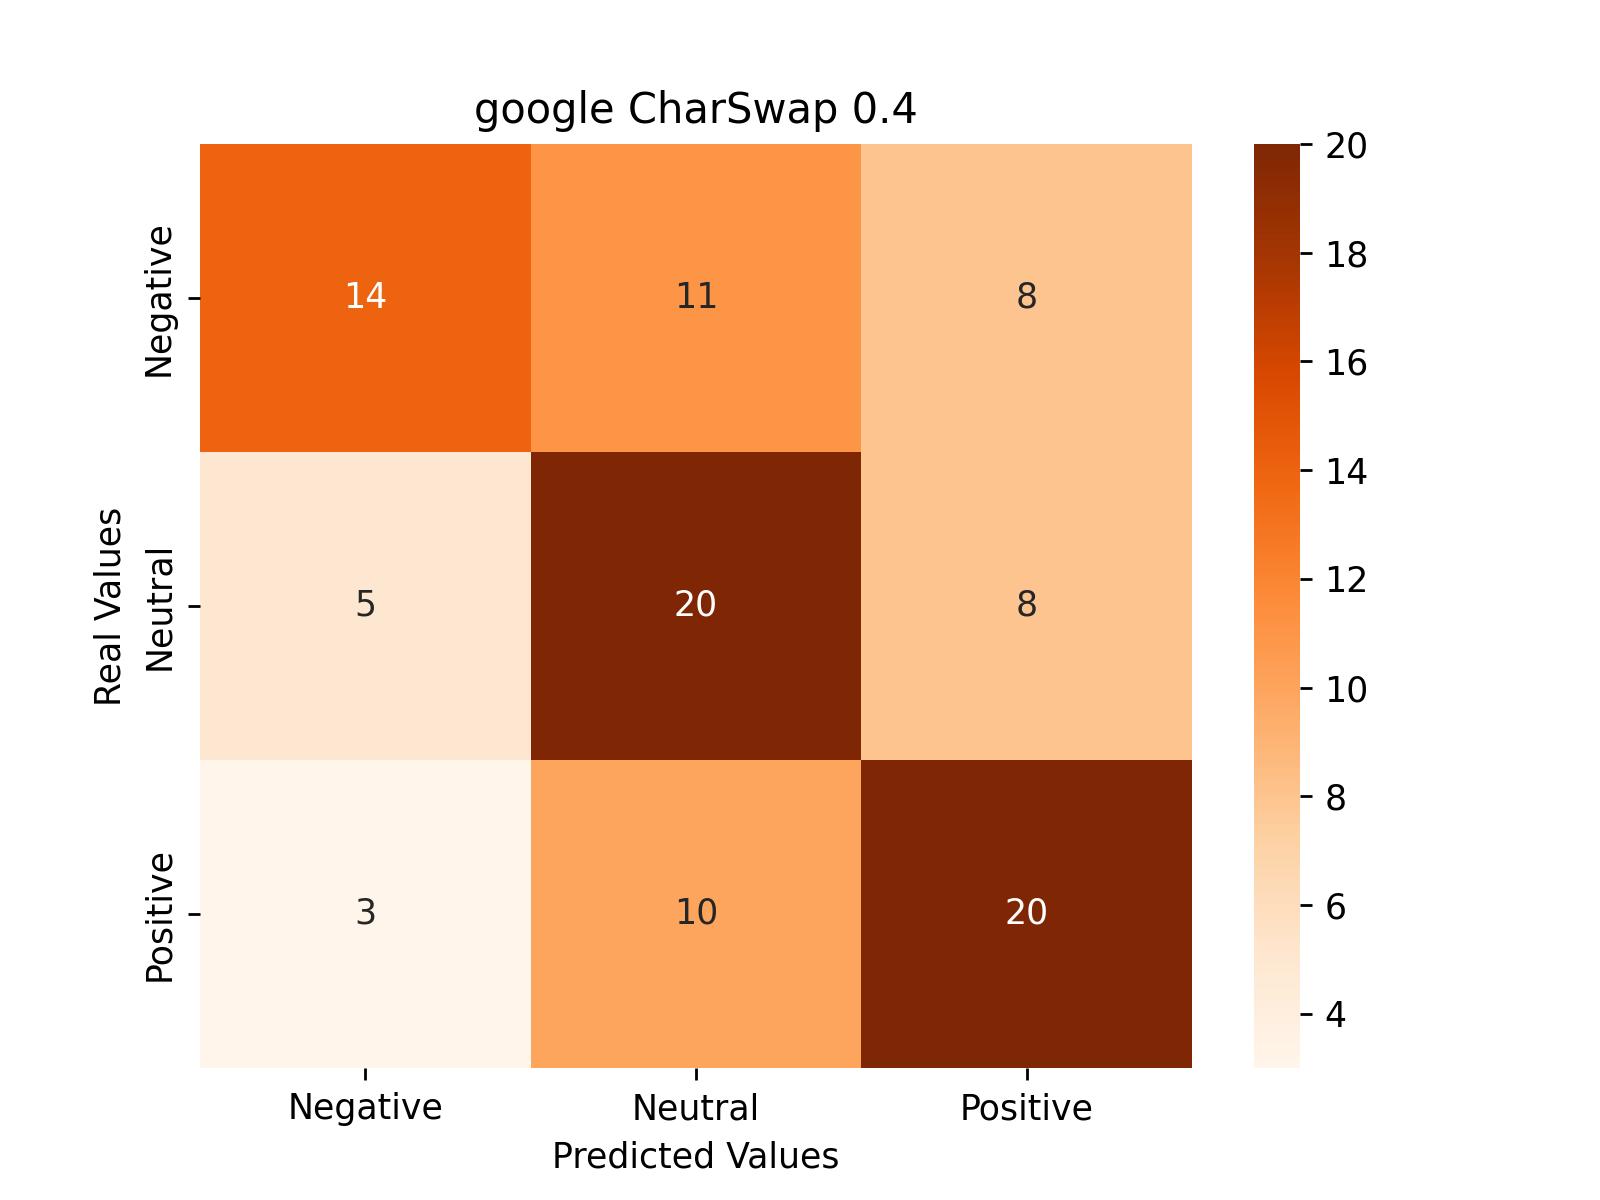 google CharSwap 0.4
Real Values
Negative
14 11 8
Neutral
5 20 8
Positive
3 10 20
Negative Neutral Positive
Predicted Values
20
18
16
14
12
10
8
6
4